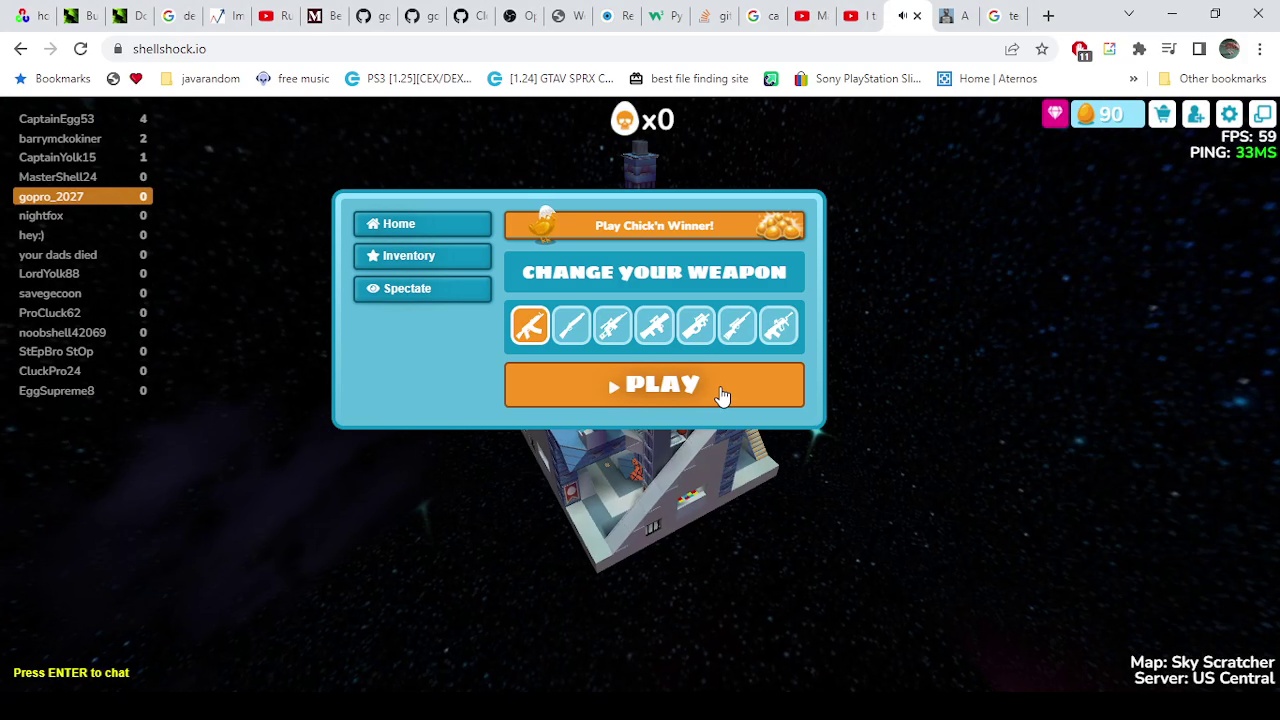 hc
Bu
Dc
de
Im
Ru
Be
gc
gc
Cl
Op
W
Re
Py
git
ca
M
I t
A
te
shellshock.io
11
Bookmarks
javarandom
free music
PS3 [1.25][CEX/DEX...
[1.24] GTAV SPRX C...
best file finding site
Sony PlayStation Sli...
Home | Aternos
»
Other bookmarks
CaptainEgg53 4
barrymckokiner 2
CaptainYolk15 1
MasterShell24 0
gopro_2027 0
nightfox 0
hey:) 0
your dads died 0
LordYolk88 0
savegecoon 0
ProCluck62 0
noobshell42069 0
StEpBro StOp 0
CluckPro24 0
EggSupreme8 0
x0
90
FPS: 59
PING: 33MS
Home
Inventory
Spectate
Play Chick'n Winner!
CHANGE YOUR WEAPON
PLAY
Press ENTER to chat
Map: Sky Scratcher
Server: US Central